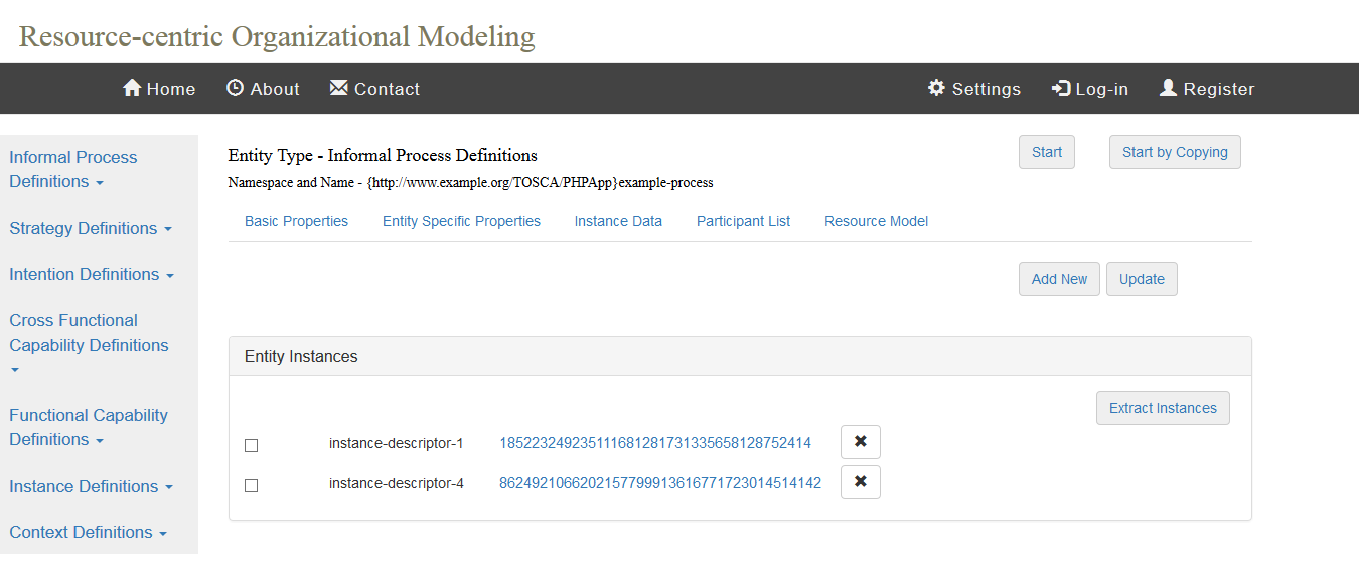 Resource-centric Organizational Modeling
Home About Contact Settings Log-in Register
Informal Process
Definitions
Strategy Definitions
Intention Definitions
Cross Functional
Capability Definitions
Functional Capability
Definitions
Instance Definitions
Context Definitions
Entity Type - Informal Process Definitions
Namespace and Name - {http://www.example.org/TOSCA/PHPApp}example-process
Start Start by Copying
Basic Properties Entity Specific Properties Instance Data Participant List Resource Model
Add New Update
Entity Instances
Extract Instances
instance-descriptor-1 185223249235111681281731335658128752414
instance-descriptor-4 8624921066202157799913616771723014514142